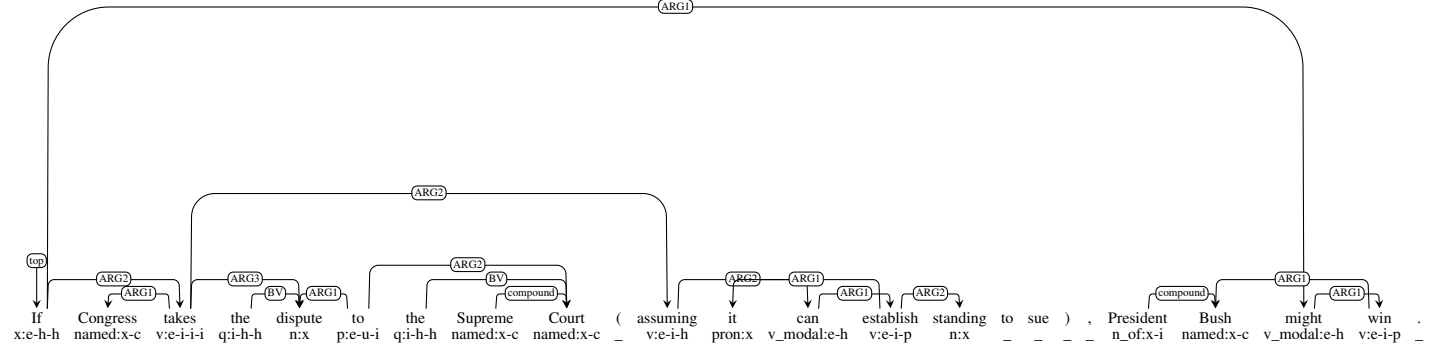 ARG1
ARG2
top
ARG2
ARG2 ARG3 BV ARG2 ARG1 ARG1
ARG1 BV ARG1 compound ARG1 ARG2 compound ARG1
If Congress takes the dispute to the Supreme Court ( assuming it can establish standing to sue ) , President Bush might win .
x:e-h-h named:x-c v:e-i-i-i q:i-h-h n:x p:e-u-i q:i-h-h named:x-c named:x-c _ v:e-i-h pron:x v_modal:e-h v:e-i-p n:x _ _ _ _ n_of:x-i named:x-c v_modal:e-h v:e-i-p _